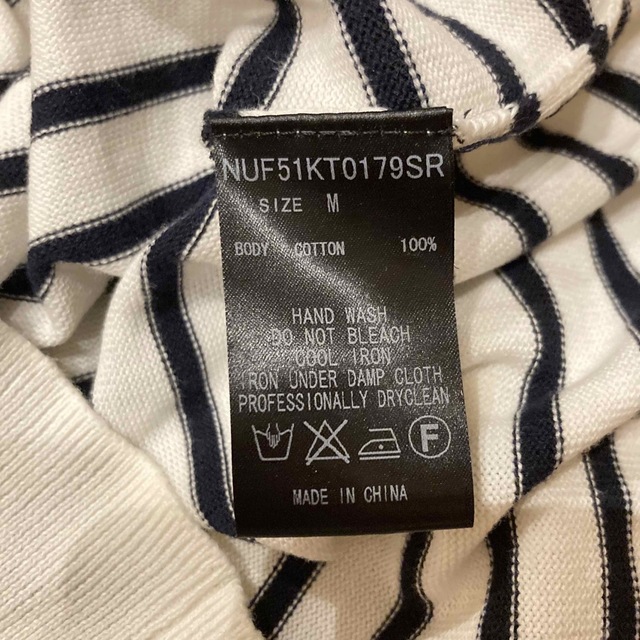 NUF51KT0179SR
SIZE M
BODY COTTON 100%
HAND WASH
DO NOT BLEACH
COOL IRON
IRON UNDER DAMP CLOTH
PROFESSIONALLY DRYCLEAN
F
MADE IN CHINA